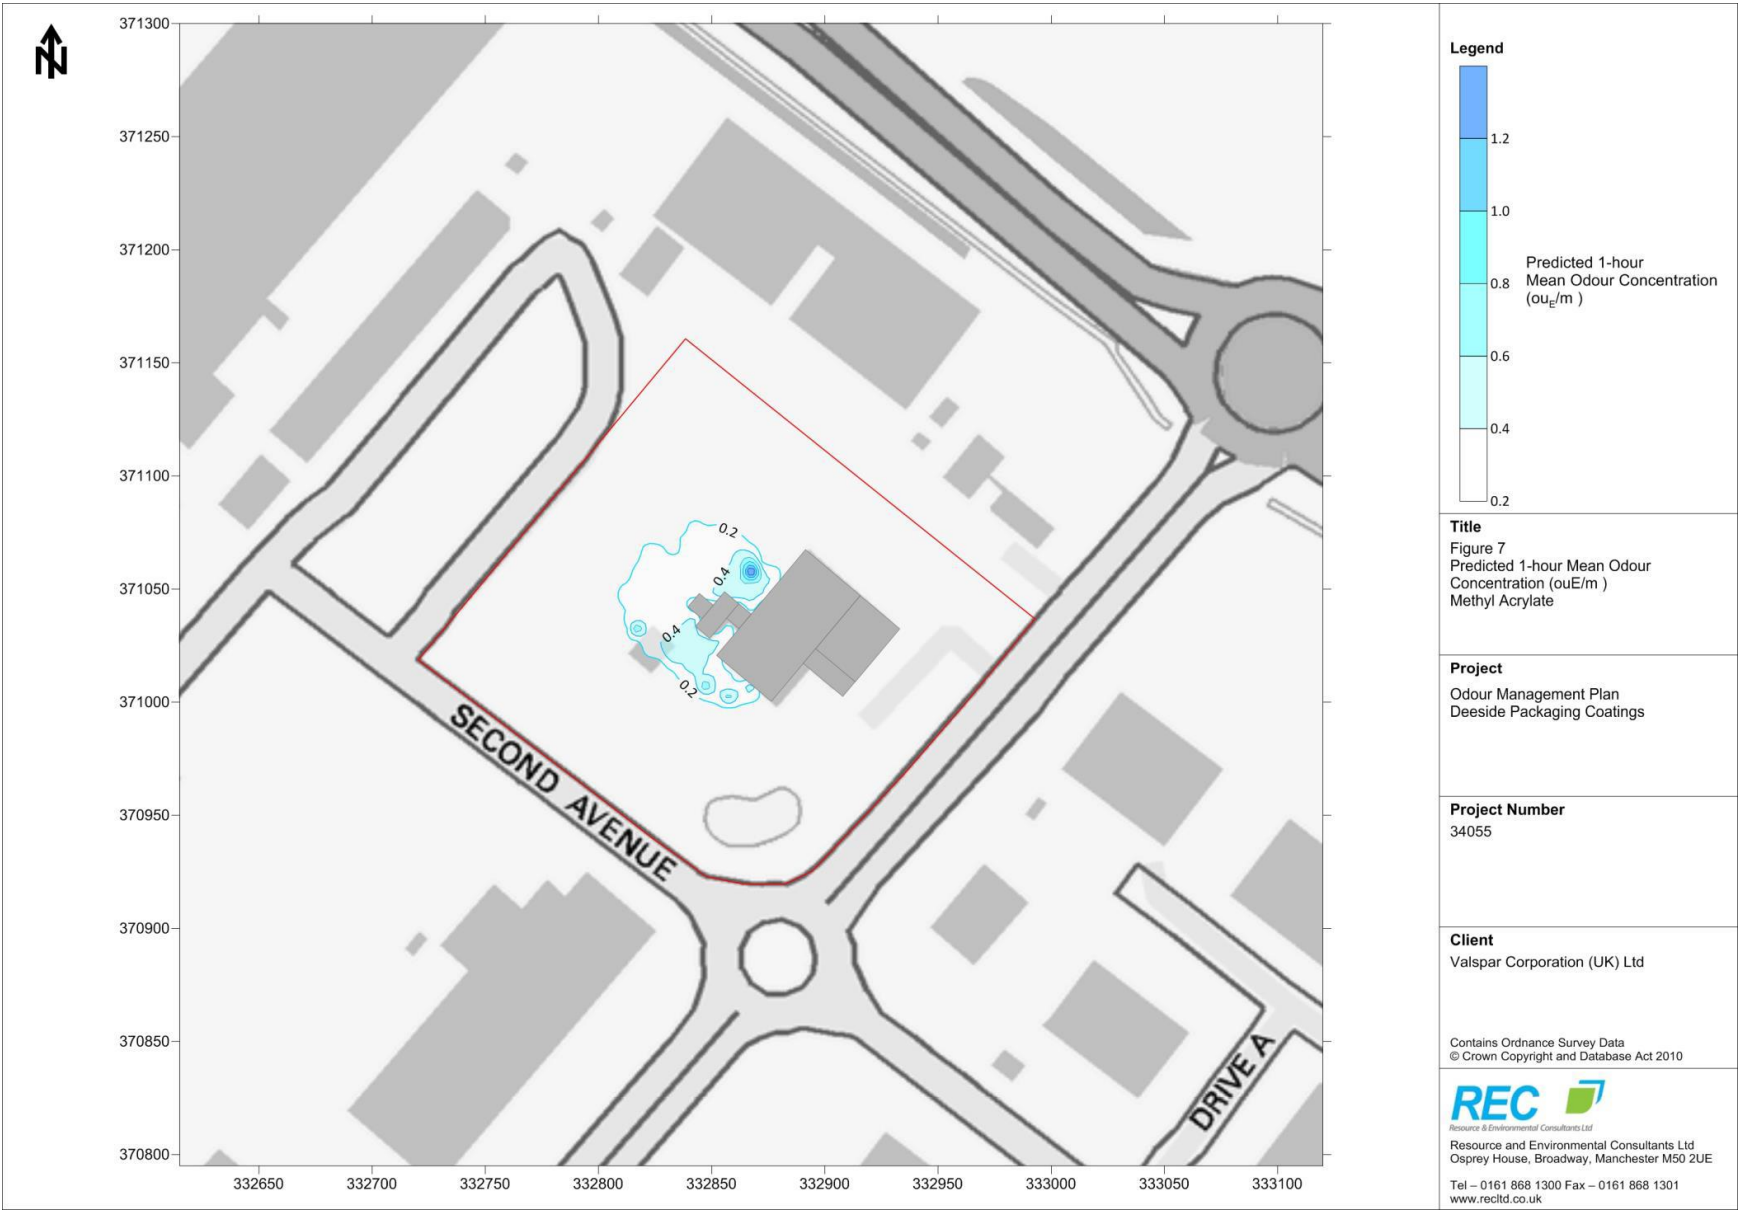 N
371300
371250
371200
371150
371100
371050
371000
370950
370900
370850
370800
332650 332700 332750 332800 332850 332900 332950 333000 333050 333100
0.2
0.4
0.4
0.2
SECOND AVENUE
DRIVE A
Legend
1.2
1.0
0.8
0.6
0.4
0.2
Predicted 1-hour
Mean Odour Concentration
(ouE/m )
Title
Figure 7
Predicted 1-hour Mean Odour
Concentration (ouE/m )
Methyl Acrylate
Project
Odour Management Plan
Deeside Packaging Coatings
Project Number
34055
Client
Valspar Corporation (UK) Ltd
Contains Ordnance Survey Data
© Crown Copyright and Database Act 2010
REC
Resource & Environmental Consultants Ltd
Resource and Environmental Consultants Ltd
Osprey House, Broadway, Manchester M50 2UE
Tel – 0161 868 1300 Fax – 0161 868 1301
www.recltd.co.uk